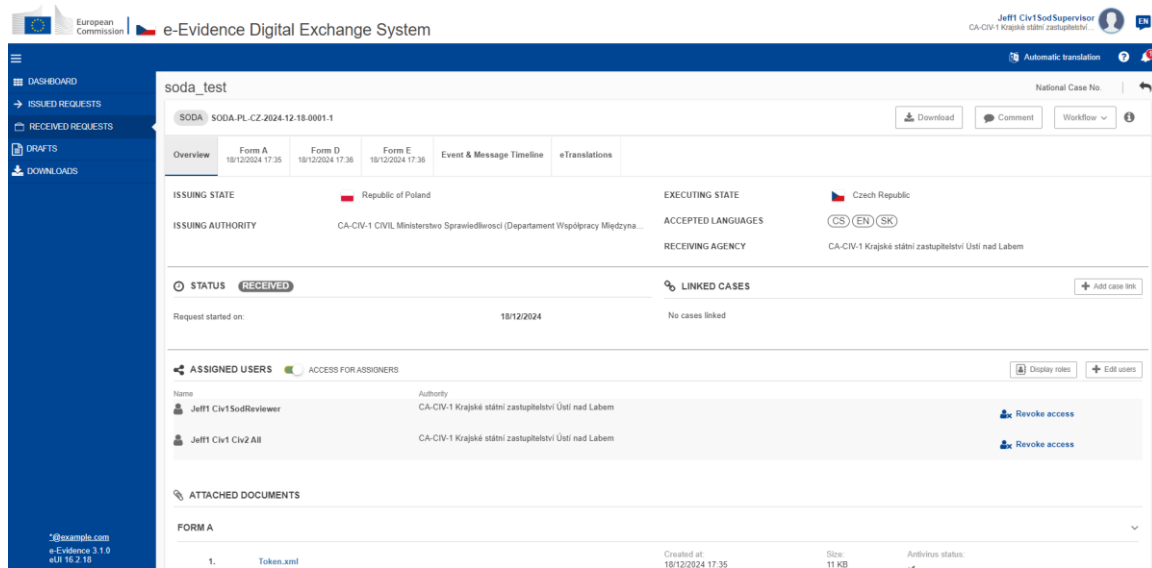 European
Commission
e-Evidence Digital Exchange System
Jeff1 Civ1SodSupervisor
CA-CIV-1 Krajské státní zastupitelství...
EN
Automatic translation
DASHBOARD
ISSUED REQUESTS
RECEIVED REQUESTS
DRAFTS
DOWNLOADS
soda_test
National Case No.
SODA SODA-PL-CZ-2024-12-18-0001-1
Download
Comment
Workflow
Overview
Form A
18/12/2024 17:35
Form D
18/12/2024 17:36
Form E
18/12/2024 17:36
Event & Message Timeline
eTranslations
ISSUING STATE
Republic of Poland
ISSUING AUTHORITY
CA-CIV-1 CIVIL Ministerstwo Sprawiedliwosci (Departament Współpracy Międzyna...
EXECUTING STATE
Czech Republic
ACCEPTED LANGUAGES
CS EN SK
RECEIVING AGENCY
CA-CIV-1 Krajské státní zastupitelství Ústí nad Labem
STATUS RECEIVED
Request started on:
18/12/2024
LINKED CASES
Add case link
No cases linked
ASSIGNED USERS ACCESS FOR ASSIGNERS
Display roles
Edit users
Name
Authority
Jeff1 Civ1SodReviewer
CA-CIV-1 Krajské státní zastupitelství Ústí nad Labem
Revoke access
Jeff1 Civ1 Civ2 All
CA-CIV-1 Krajské státní zastupitelství Ústí nad Labem
Revoke access
ATTACHED DOCUMENTS
FORM A
1.
Token.xml
Created at:
18/12/2024 17:35
Size:
11 KB
Antivirus status:
*@example.com
e-Evidence 3.1.0
eUI 16.2.18